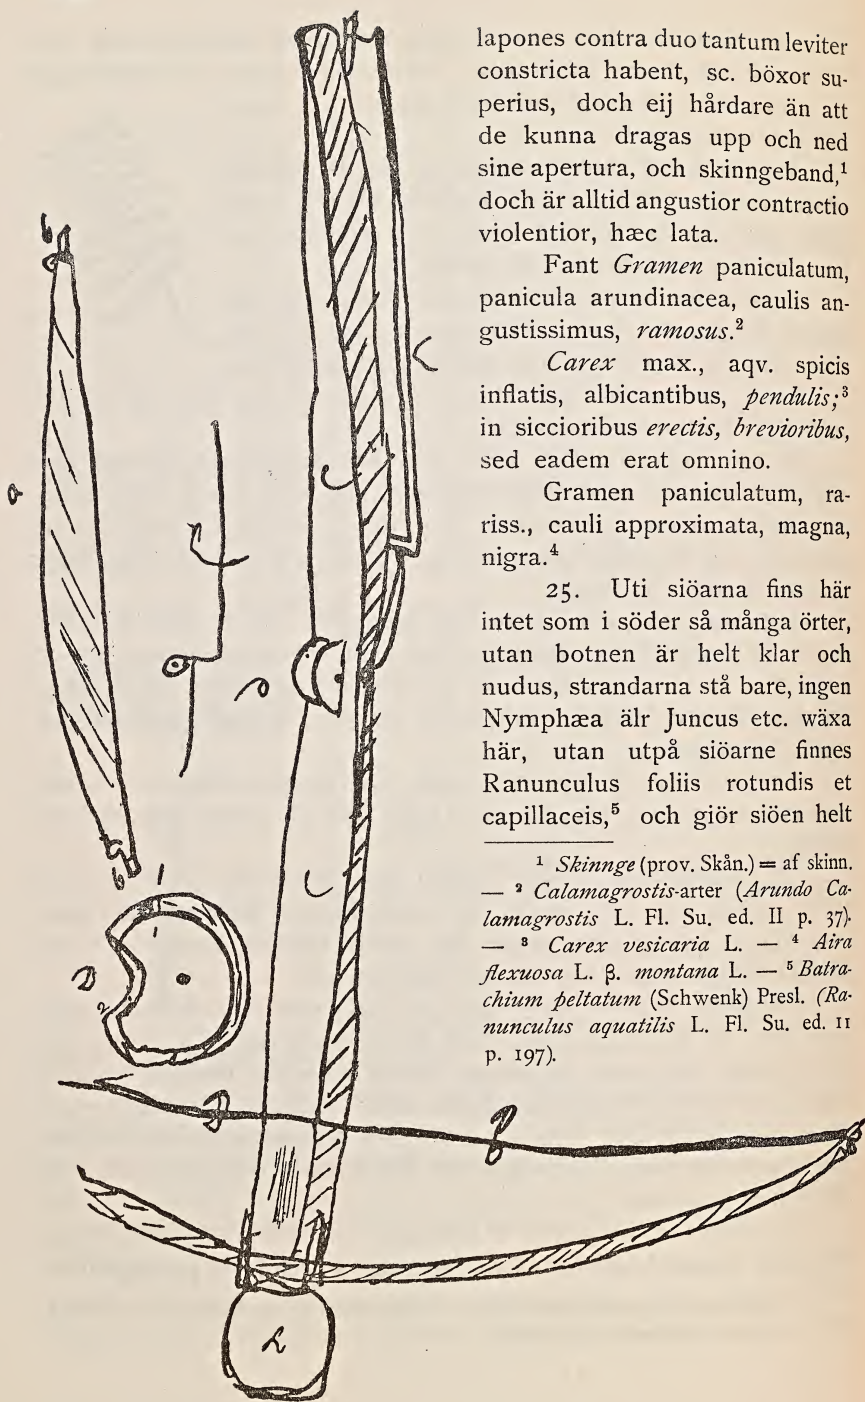 lapones contra duo tantum leviter
constricta habent, sc. böxor su-
perius, doch eij hårdare än att
de kunna dragas upp och ned
sine apertura, och skinngeband,¹
doch är alltid angustior contractio
violentior, hæc lata.
Fant Gramen paniculatum,
panicula arundinacea, caulis an-
gustissimus, ramosus.²
Carex max., aqv. spicis
inflatis, albicantibus, pendulis;³
in siccioribus erectis, brevioribus,
sed eadem erat omnino.
Gramen paniculatum, ra-
riss., cauli approximata, magna,
nigra.⁴
25. Uti siöarna fins här
intet som i söder så många örter,
utan botnen är helt klar och
nudus, strandarna stå bare, ingen
Nymphæa älr Juncus etc. wäxa
här, utan utpå siöarne finnes
Ranunculus foliis rotundis et
capillaceis,⁵ och giör siöen helt
¹ Skinnge (prov. Skån.) = af skinn.
— ² Calamagrostis-arter (Arundo Ca-
lamagrostis L. Fl. Su. ed. II p. 37).
— ³ Carex vesicaria L. — ⁴ Aira
flexuosa L. β. montana L. — ⁵ Batra-
chium peltatum (Schwenk) Presl. (Ra-
nunculus aquatilis L. Fl. Su. ed. II
p. 197).
b
a
b
1
2